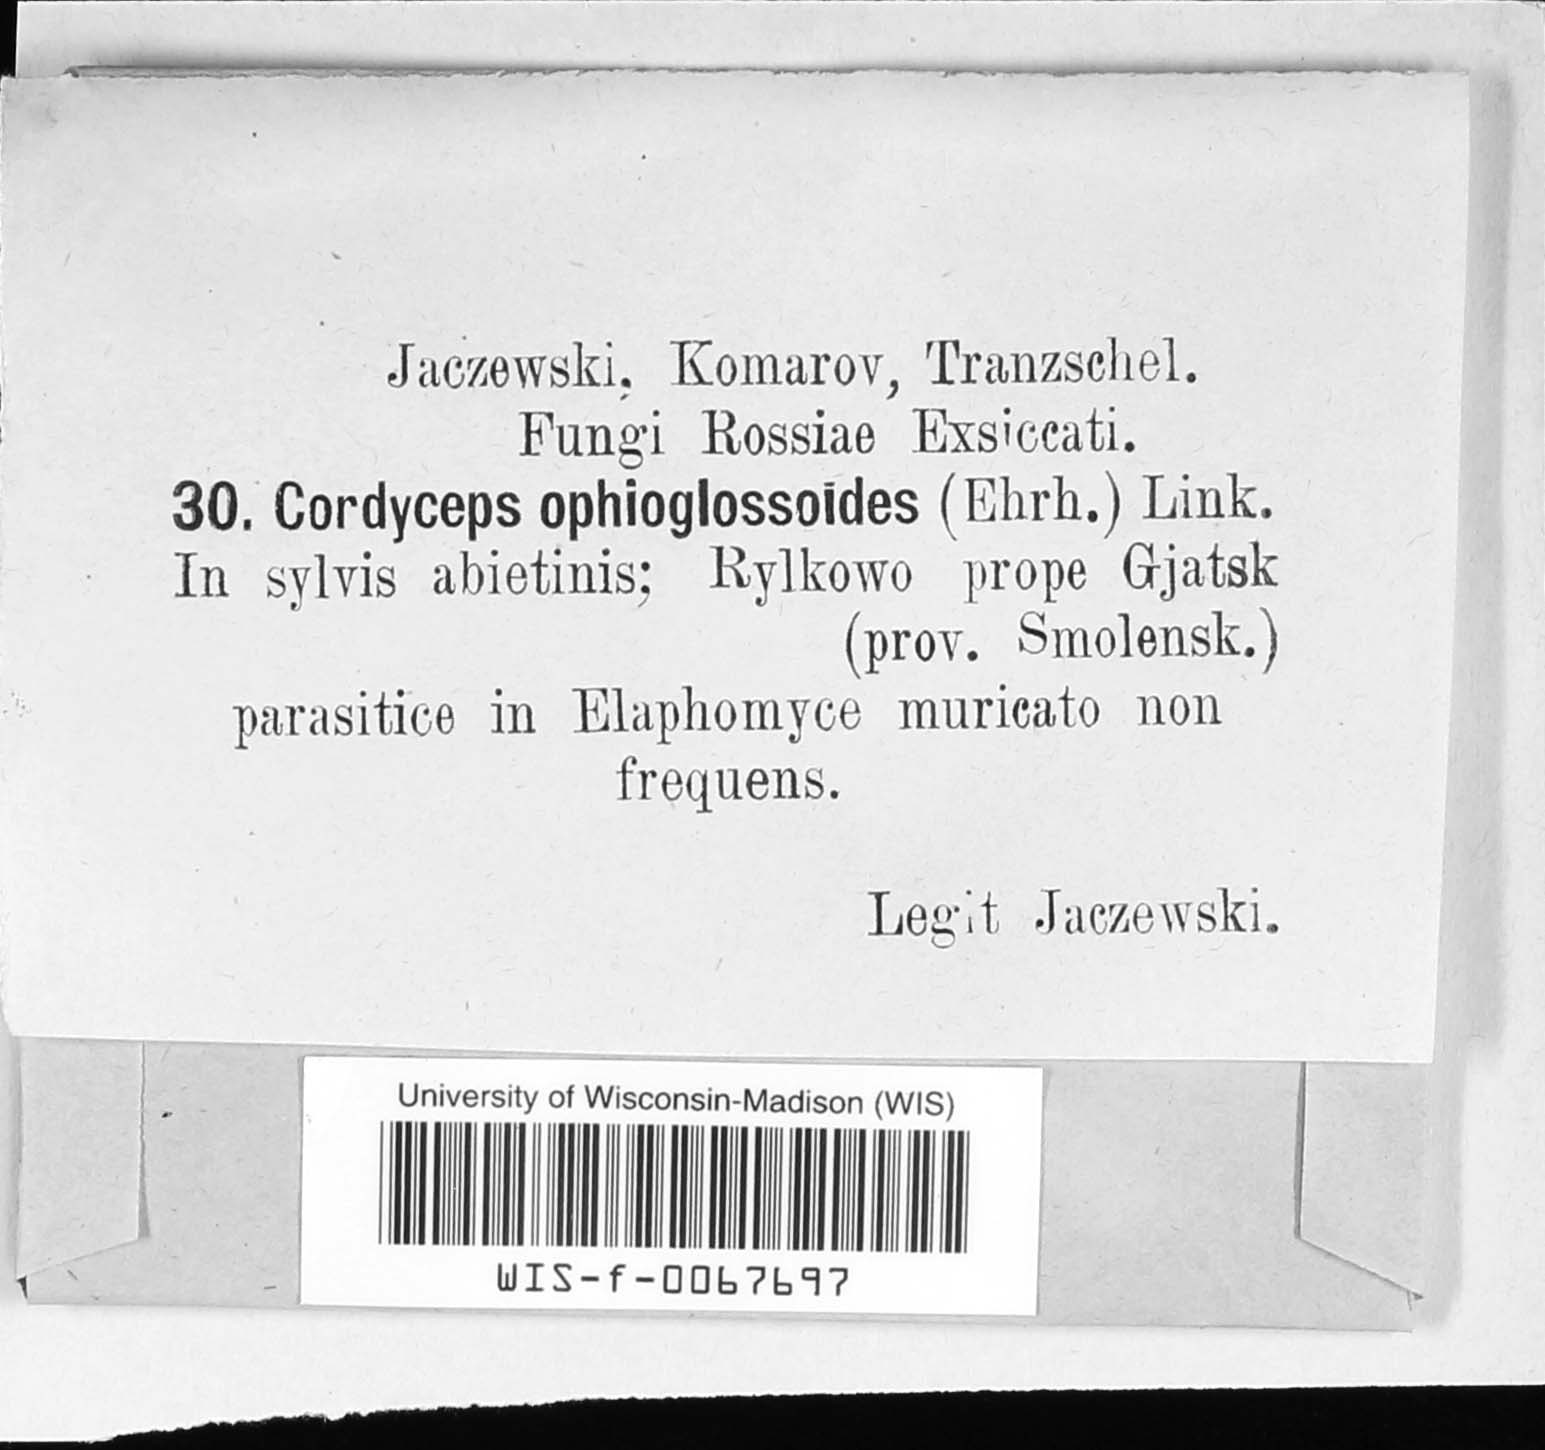 Jaczewski, Komarov, Tranzschel.
Fungi Rossiae Exsiccati.
30. Cordyceps ophioglossoïdes (Ehrh.) Link.
In sylvis abietinis; Rylkowo prope Gjatsk
(prov. Smolensk.)
parasitice in Elaphomyce muricato non
frequens.
Legit Jaczewski.
University of Wisconsin-Madison (WIS)
WIS-f-0067697